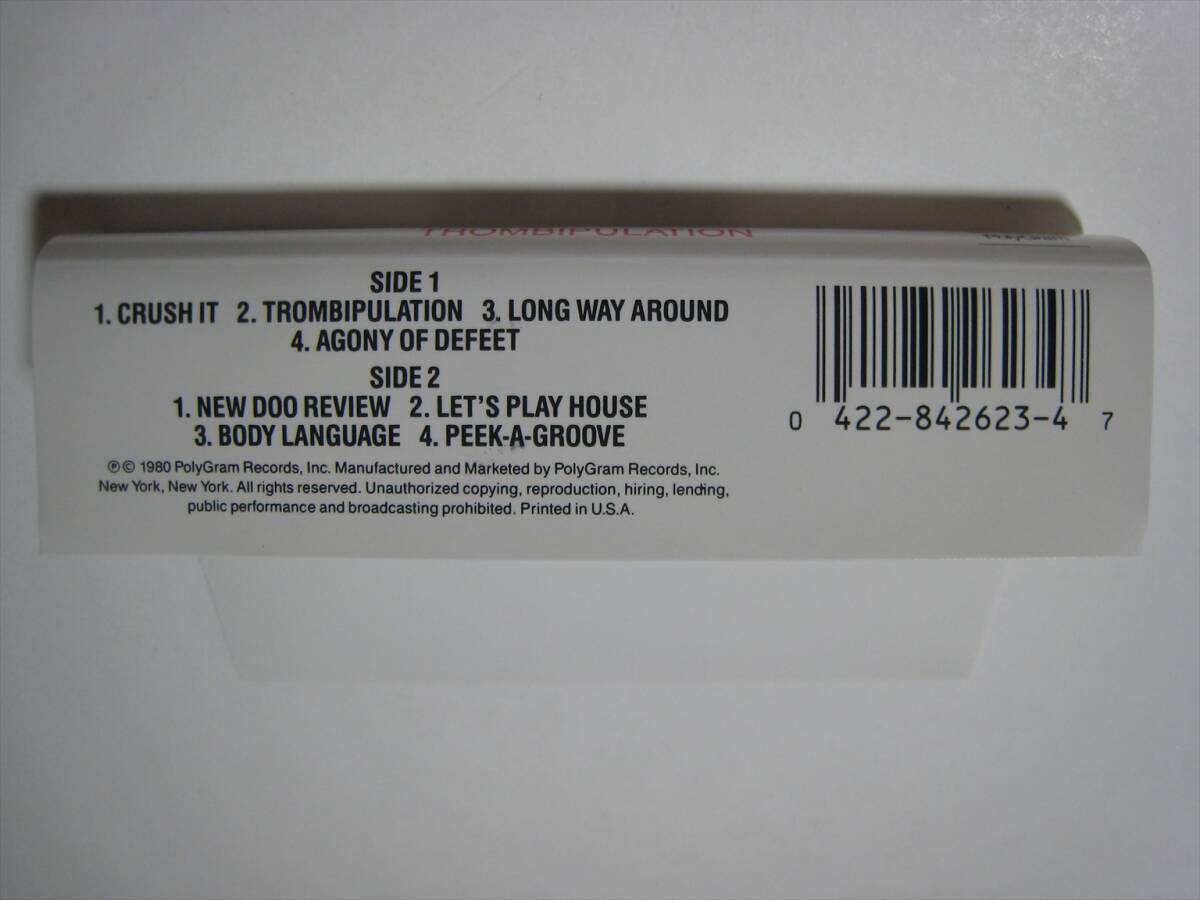 TROMBIPULATION
PolyGram
SIDE 1
1. CRUSH IT 2. TROMBIPULATION 3. LONG WAY AROUND
4. AGONY OF DEFEET
SIDE 2
1. NEW DOO REVIEW 2. LET'S PLAY HOUSE
3. BODY LANGUAGE 4. PEEK-A-GROOVE
℗© 1980 PolyGram Records, Inc. Manufactured and Marketed by PolyGram Records, Inc.
New York, New York. All rights reserved. Unauthorized copying, reproduction, hiring, lending,
public performance and broadcasting prohibited. Printed in U.S.A.
0 422-842623-4 7